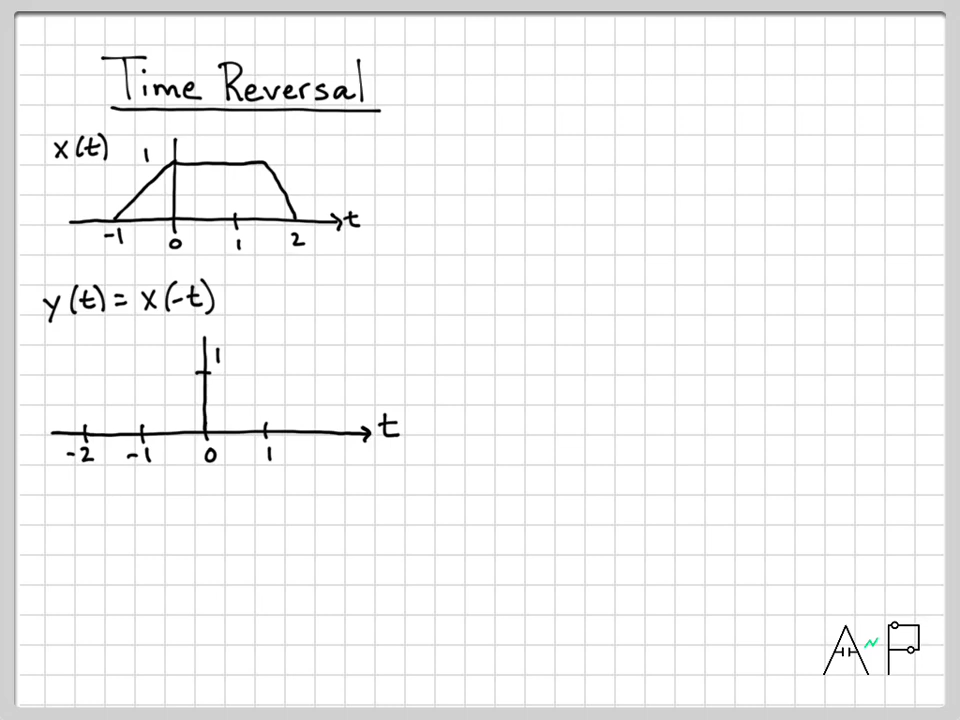 Time Reversal
x(t) 1
t
-1 0 1 2
y(t) = x(-t)
1
t
-2 -1 0 1
A~P